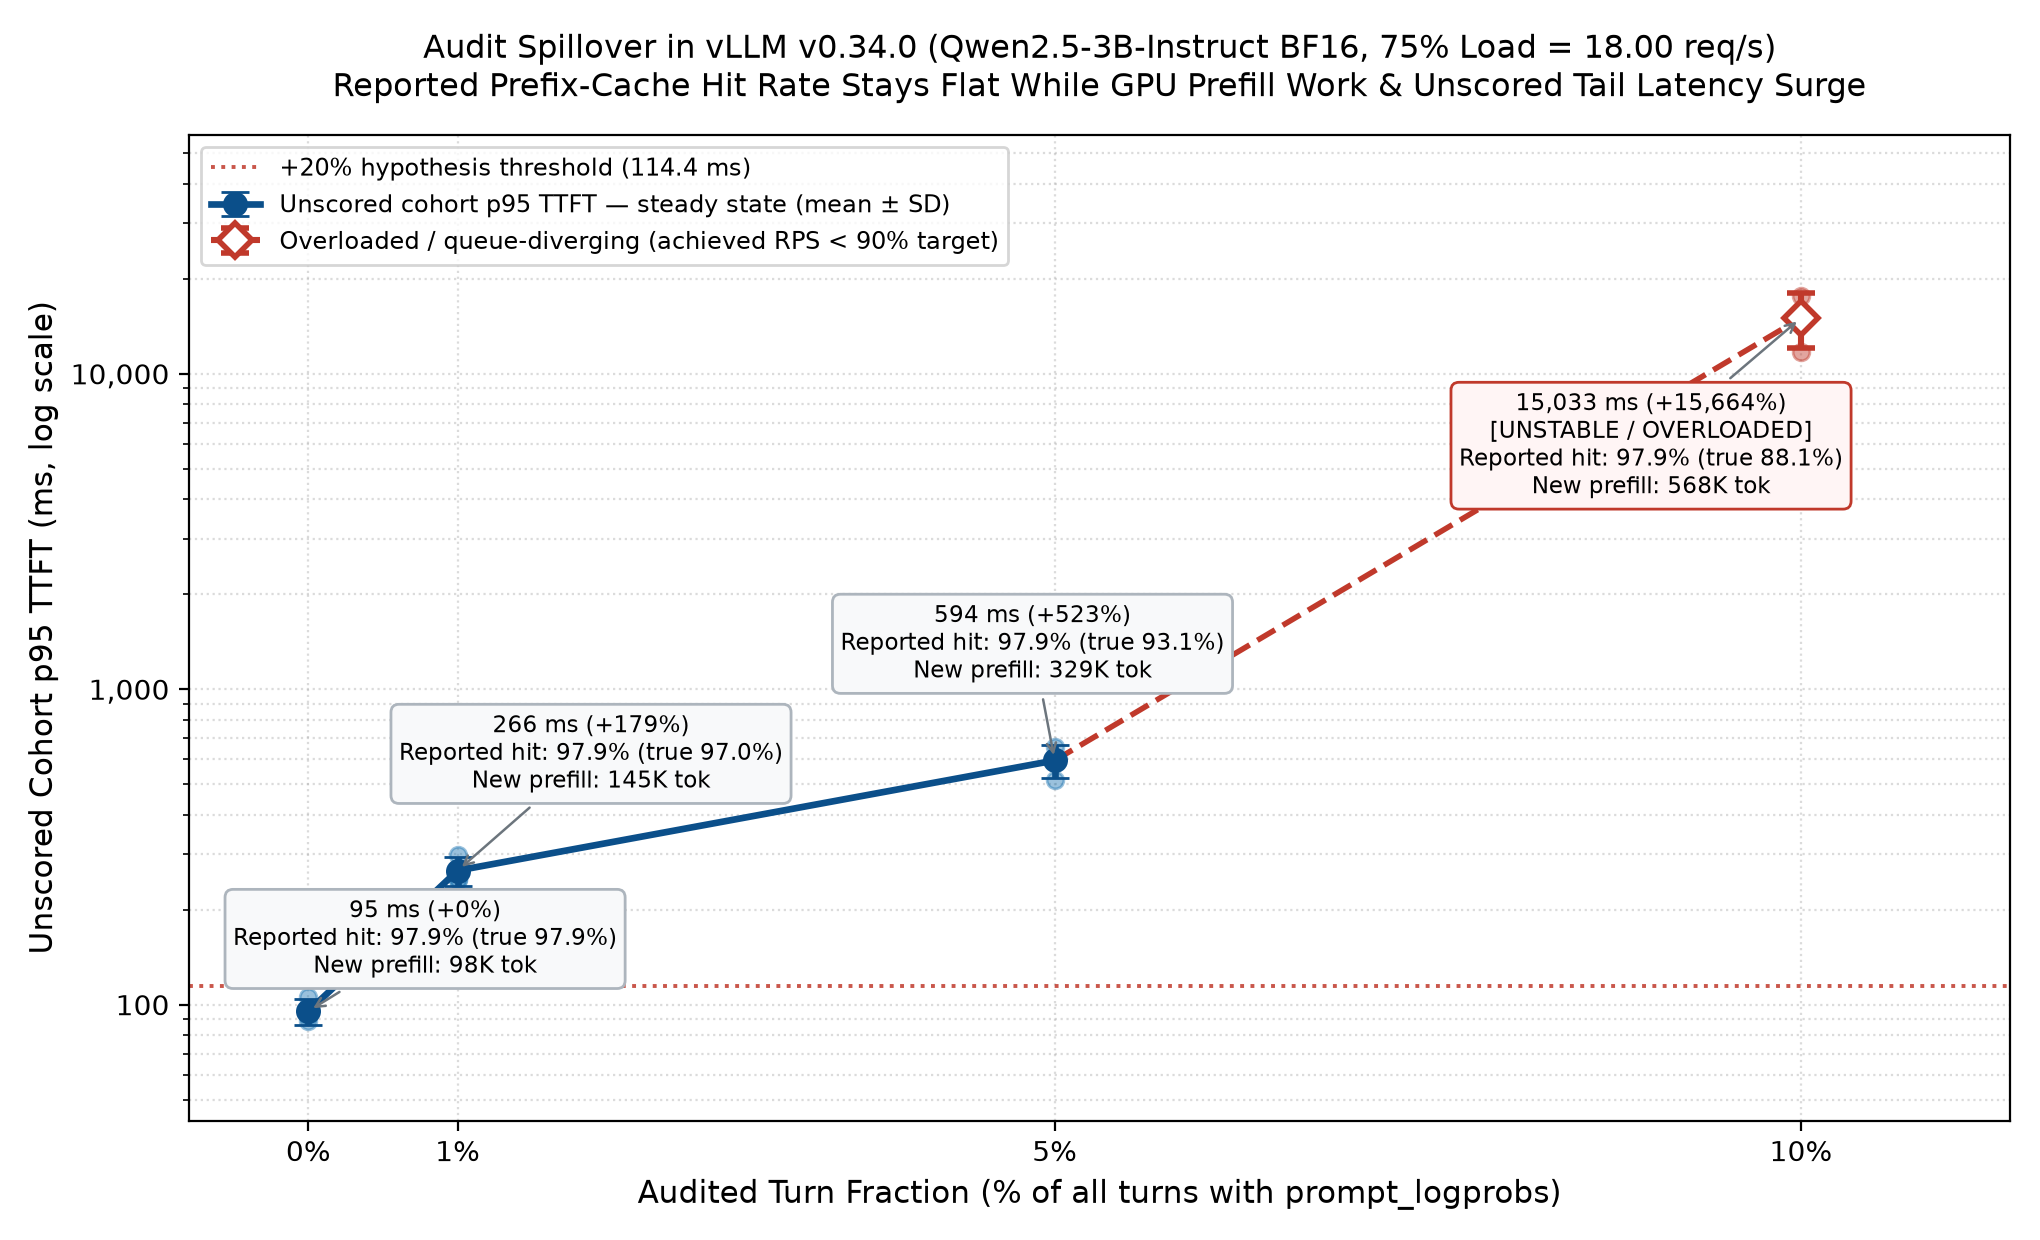 Audit Spillover in vLLM v0.34.0 (Qwen2.5-3B-Instruct BF16, 75% Load = 18.00 req/s)
Reported Prefix-Cache Hit Rate Stays Flat While GPU Prefill Work & Unscored Tail Latency Surge
+20% hypothesis threshold (114.4 ms)
Unscored cohort p95 TTFT — steady state (mean ± SD)
Overloaded / queue-diverging (achieved RPS < 90% target)
Unscored Cohort p95 TTFT (ms, log scale)
10,000
1,000
100
15,033 ms (+15,664%)
[UNSTABLE / OVERLOADED]
Reported hit: 97.9% (true 88.1%)
New prefill: 568K tok
594 ms (+523%)
Reported hit: 97.9% (true 93.1%)
New prefill: 329K tok
266 ms (+179%)
Reported hit: 97.9% (true 97.0%)
New prefill: 145K tok
95 ms (+0%)
Reported hit: 97.9% (true 97.9%)
New prefill: 98K tok
0%
1%
5%
10%
Audited Turn Fraction (% of all turns with prompt_logprobs)